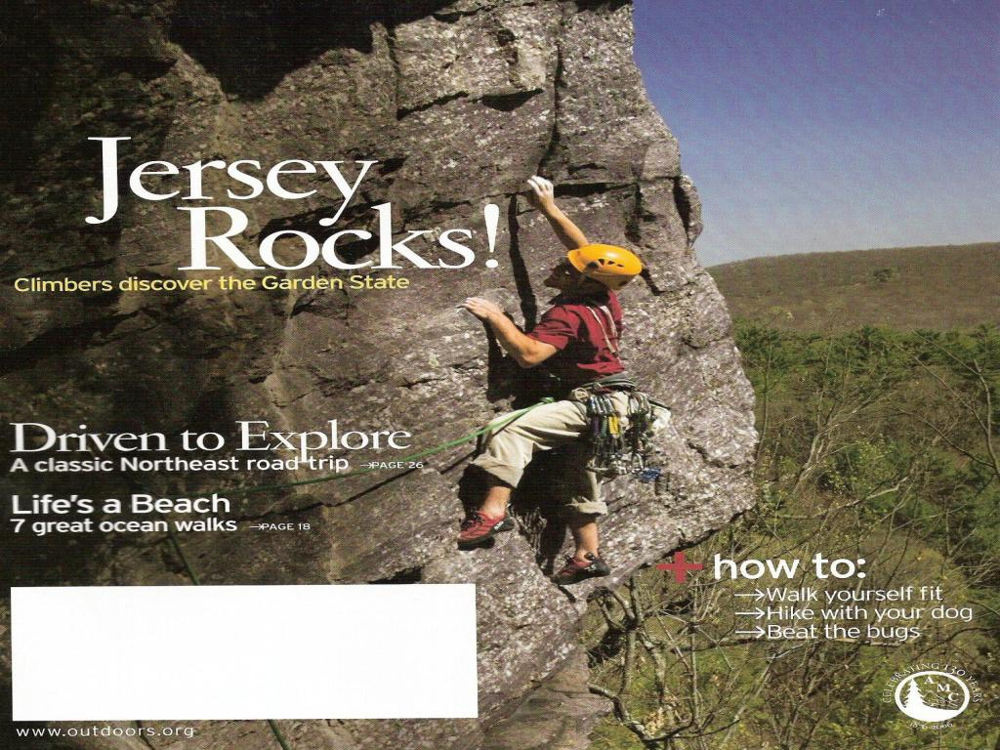 Jersey
Rocks!
Climbers discover the Garden State
Driven to Explore
A classic Northeast road trip →PAGE 26
Life's a Beach
7 great ocean walks →PAGE 18
+ how to:
→Walk yourself fit
→Hike with your dog
→Beat the bugs
CELEBRATING 130 YEARS
AMC
1876-2006
www.outdoors.org